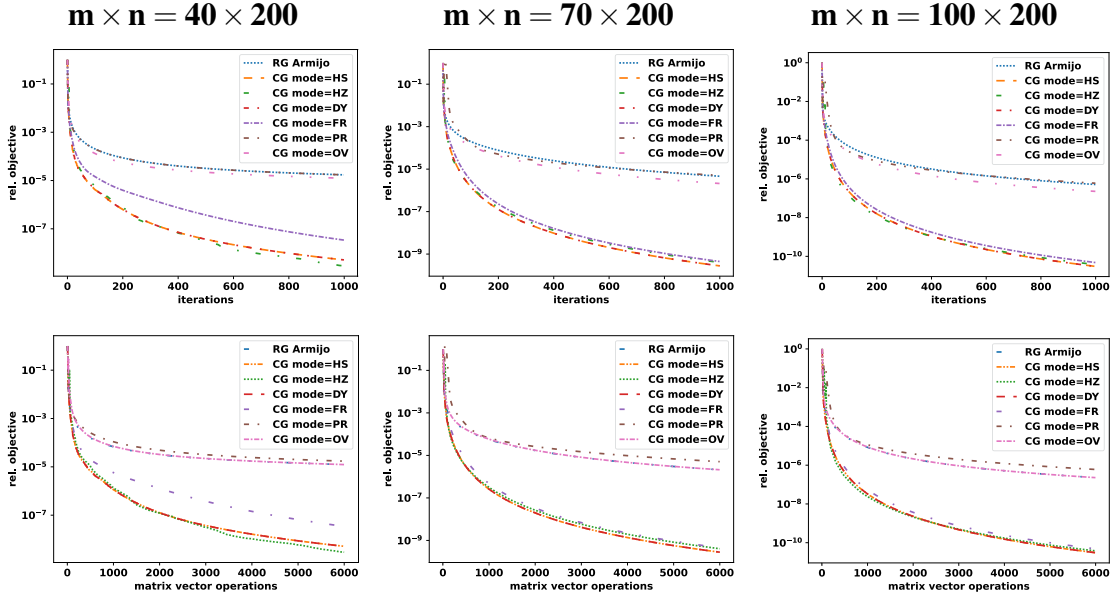 m × n = 40 × 200
m × n = 70 × 200
m × n = 100 × 200
rel. objective
10⁻¹
10⁻³
10⁻⁵
10⁻⁷
RG Armijo
CG mode=HS
CG mode=HZ
CG mode=DY
CG mode=FR
CG mode=PR
CG mode=OV
0 200 400 600 800 1000
iterations
rel. objective
10⁻¹
10⁻³
10⁻⁵
10⁻⁷
10⁻⁹
RG Armijo
CG mode=HS
CG mode=HZ
CG mode=DY
CG mode=FR
CG mode=PR
CG mode=OV
0 200 400 600 800 1000
iterations
rel. objective
10⁰
10⁻²
10⁻⁴
10⁻⁶
10⁻⁸
10⁻¹⁰
RG Armijo
CG mode=HS
CG mode=HZ
CG mode=DY
CG mode=FR
CG mode=PR
CG mode=OV
0 200 400 600 800 1000
iterations
rel. objective
10⁻¹
10⁻³
10⁻⁵
10⁻⁷
RG Armijo
CG mode=HS
CG mode=HZ
CG mode=DY
CG mode=FR
CG mode=PR
CG mode=OV
0 1000 2000 3000 4000 5000 6000
matrix vector operations
rel. objective
10⁻¹
10⁻³
10⁻⁵
10⁻⁷
10⁻⁹
RG Armijo
CG mode=HS
CG mode=HZ
CG mode=DY
CG mode=FR
CG mode=PR
CG mode=OV
0 1000 2000 3000 4000 5000 6000
matrix vector operations
rel. objective
10⁰
10⁻²
10⁻⁴
10⁻⁶
10⁻⁸
10⁻¹⁰
RG Armijo
CG mode=HS
CG mode=HZ
CG mode=DY
CG mode=FR
CG mode=PR
CG mode=OV
0 1000 2000 3000 4000 5000 6000
matrix vector operations